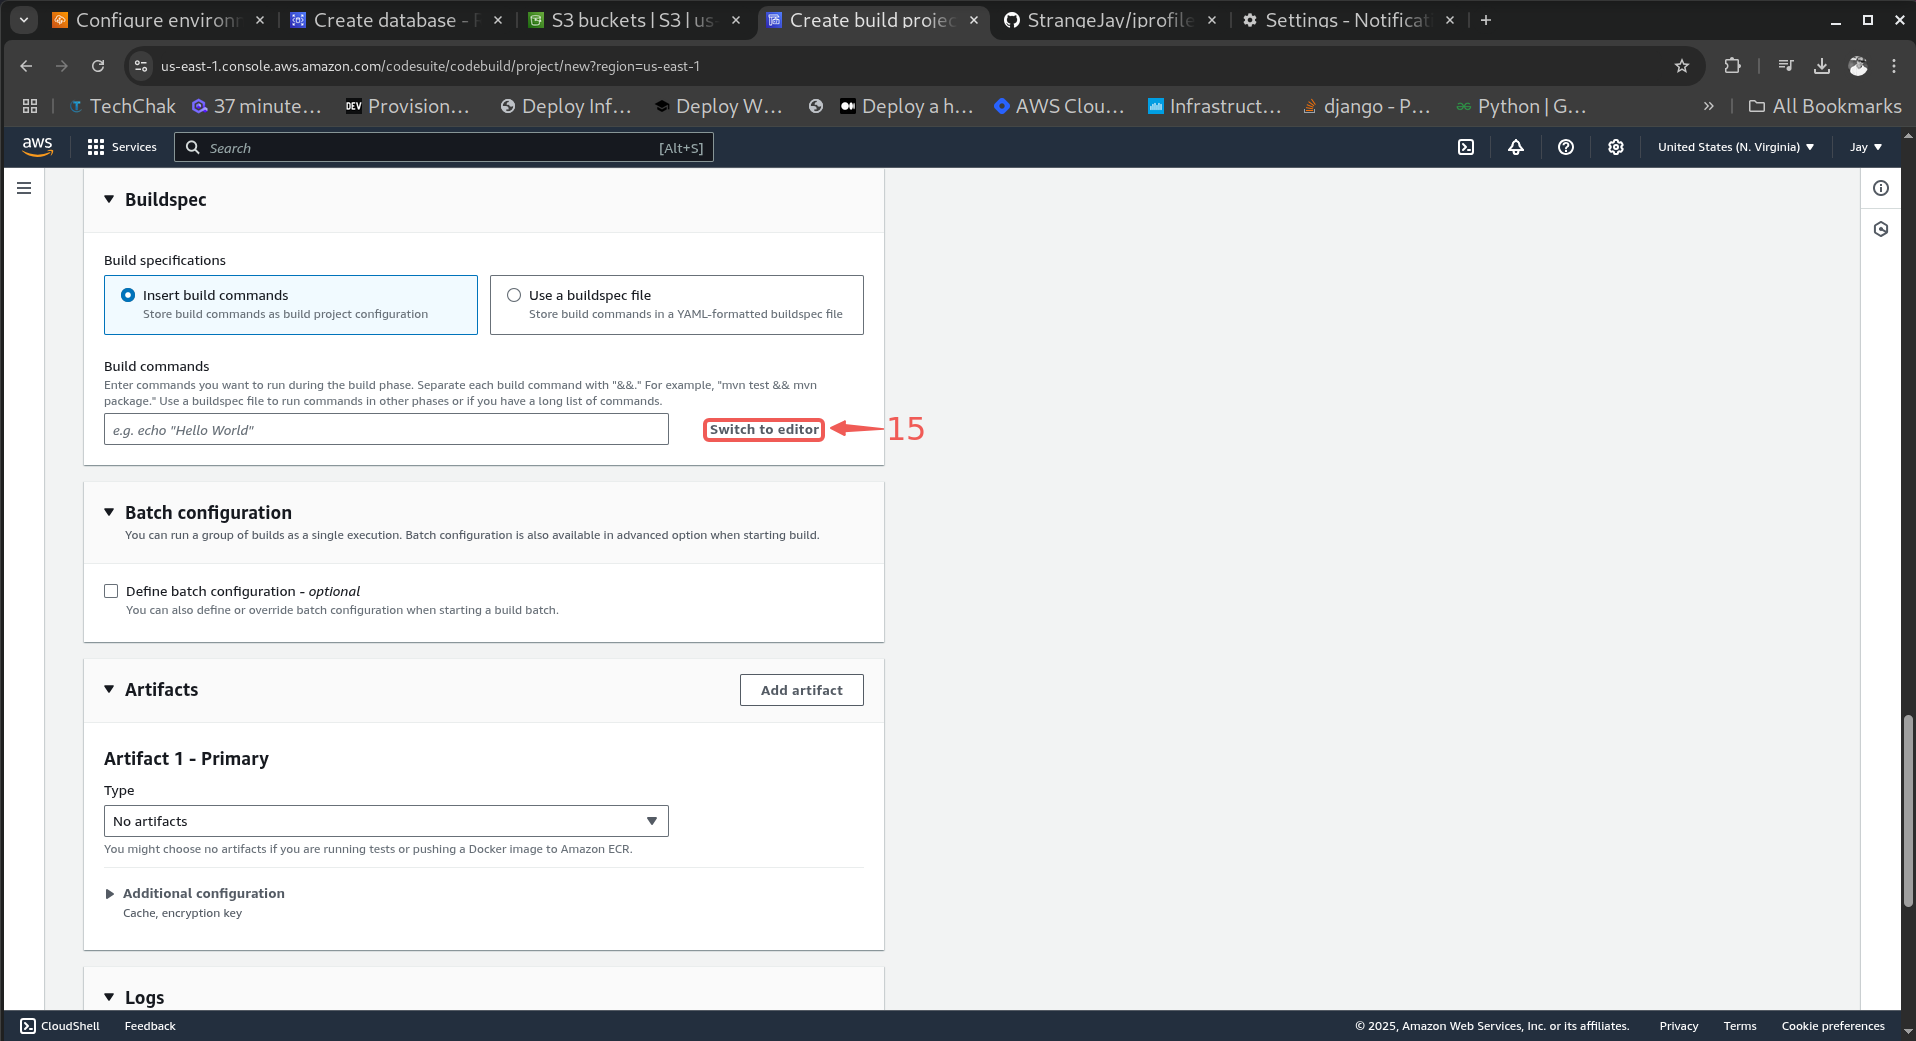 Configure environ
Create database -
S3 buckets | S3 | us-
Create build projec
StrangeJay/jprofile
Settings - Notificat
us-east-1.console.aws.amazon.com/codesuite/codebuild/project/new?region=us-east-1
TechChak
37 minute...
DEV Provision...
Deploy Inf...
Deploy W...
Deploy a h...
AWS Clou...
Infrastruct...
django - P...
Python | G...
»
All Bookmarks
aws
Services
Search
[Alt+S]
United States (N. Virginia)
Jay
Buildspec
Build specifications
Insert build commands
Store build commands as build project configuration
Use a buildspec file
Store build commands in a YAML-formatted buildspec file
Build commands
Enter commands you want to run during the build phase. Separate each build command with "&&." For example, "mvn test && mvn
package." Use a buildspec file to run commands in other phases or if you have a long list of commands.
e.g. echo "Hello World"
Switch to editor
15
Batch configuration
You can run a group of builds as a single execution. Batch configuration is also available in advanced option when starting build.
Define batch configuration - optional
You can also define or override batch configuration when starting a build batch.
Artifacts
Add artifact
Artifact 1 - Primary
Type
No artifacts
You might choose no artifacts if you are running tests or pushing a Docker image to Amazon ECR.
Additional configuration
Cache, encryption key
Logs
CloudShell
Feedback
© 2025, Amazon Web Services, Inc. or its affiliates.
Privacy
Terms
Cookie preferences